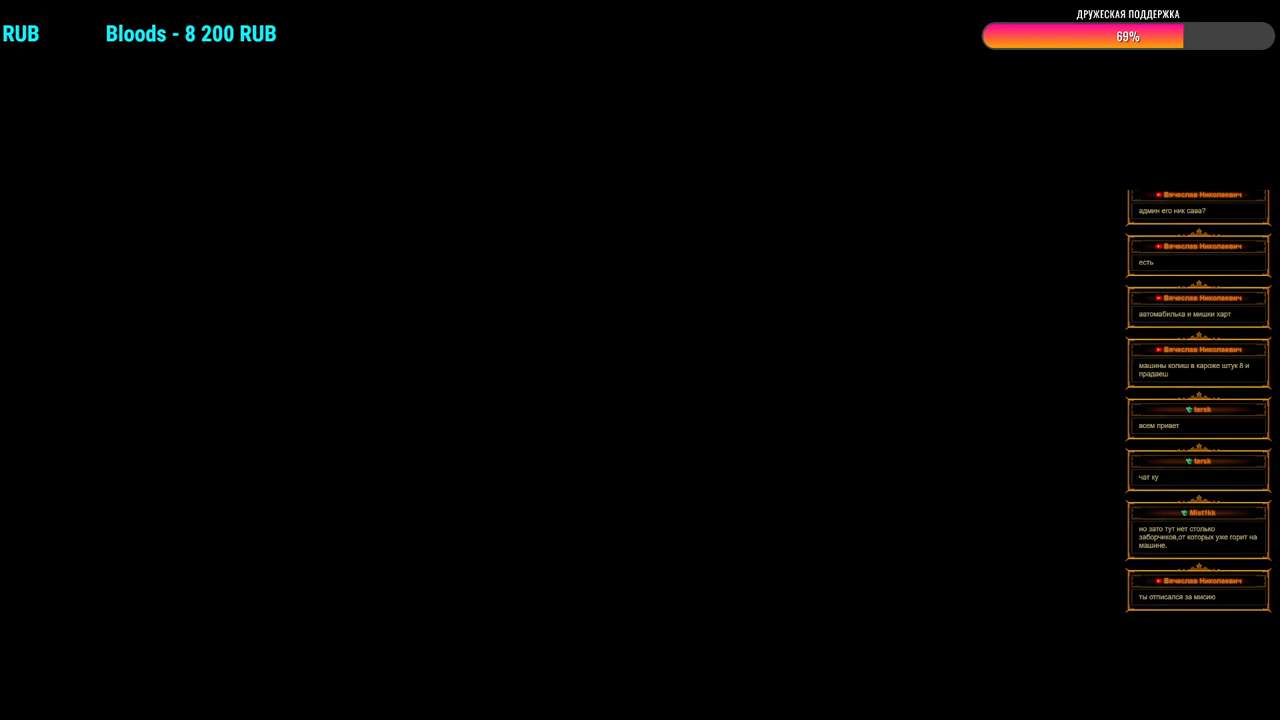 RUB Bloods - 8 200 RUB
ДРУЖЕСКАЯ ПОДДЕРЖКА
69%
Вячеслав Николаевич
админ его ник сава?
Вячеслав Николаевич
есть
Вячеслав Николаевич
автомабилька и мишки харт
Вячеслав Николаевич
машины копиш в кароже штук 8 и
прадаеш
tersk
всем привет
tersk
чат ку
Mist1kk
но зато тут нет столько
заборчиков,от которых уже горит на
машине.
Вячеслав Николаевич
ты отписался за мисию